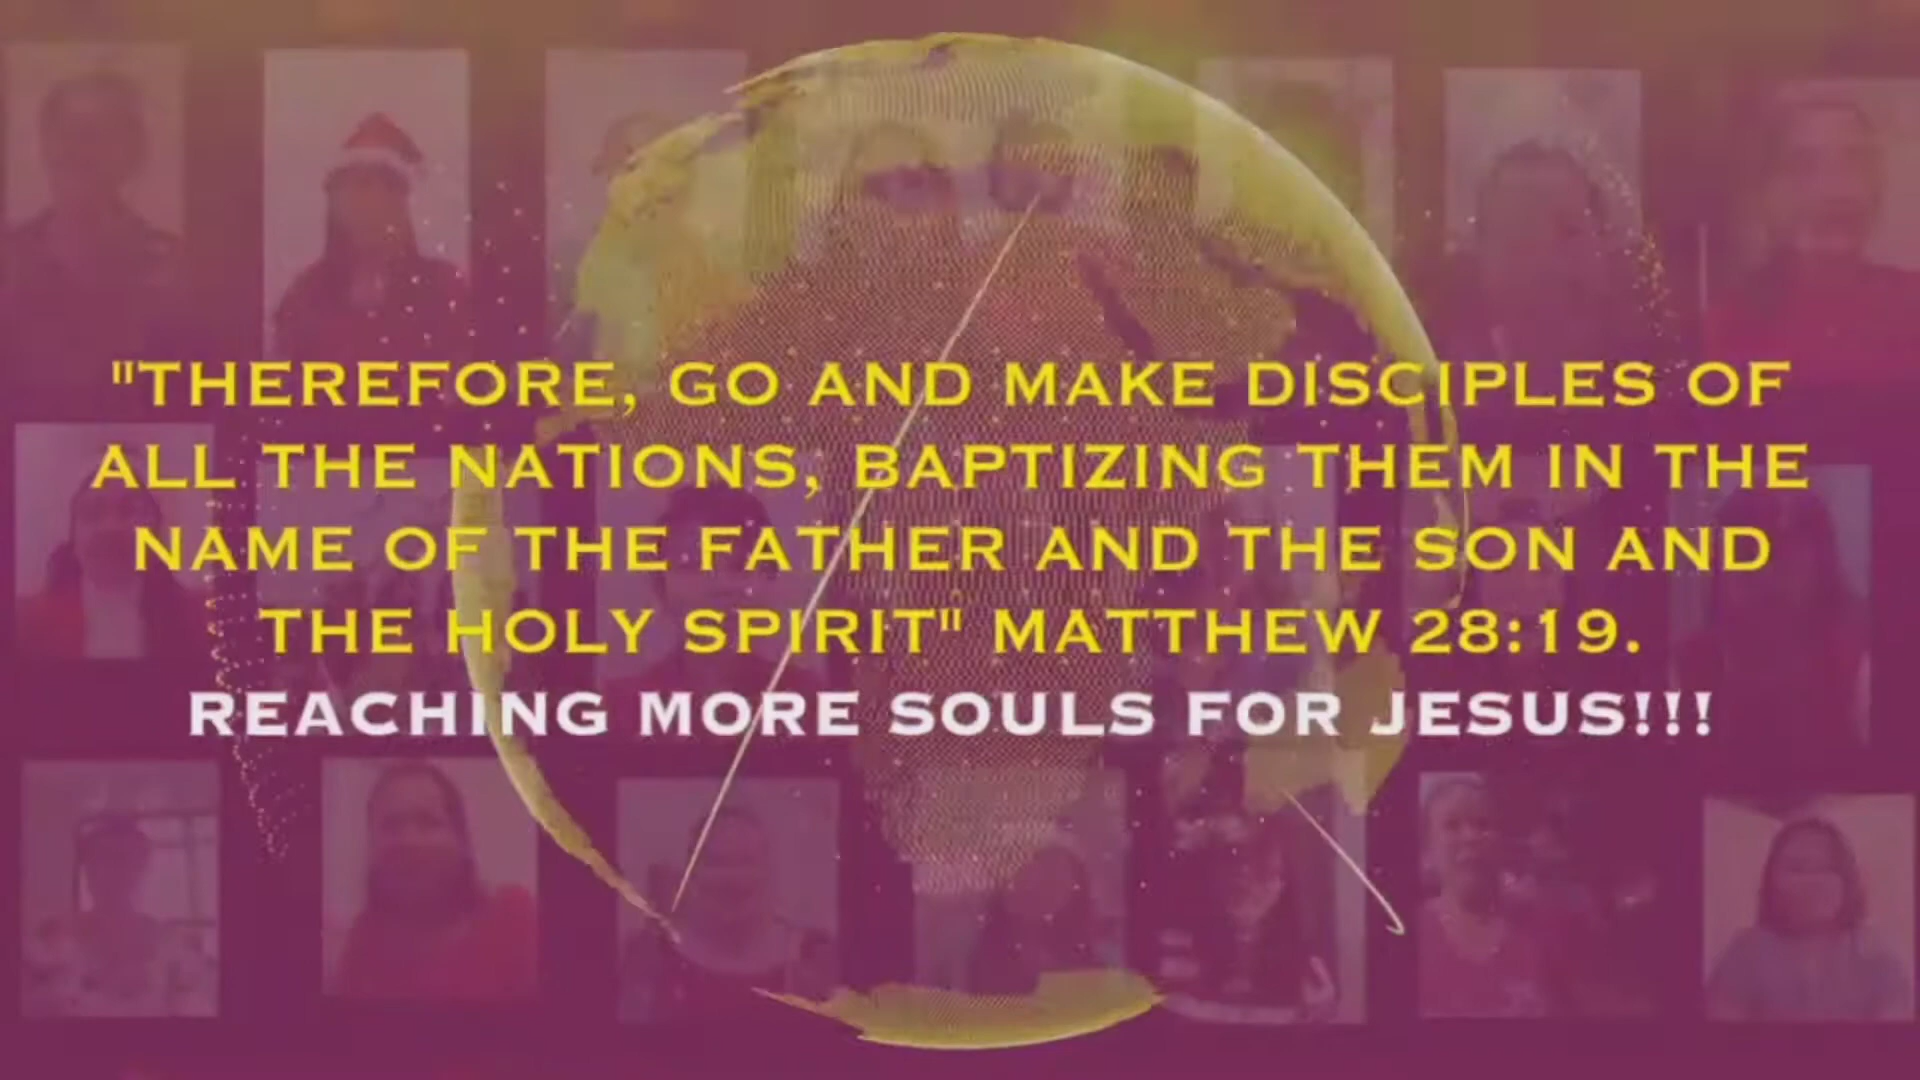 "THEREFORE, GO AND MAKE DISCIPLES OF
ALL THE NATIONS, BAPTIZING THEM IN THE
NAME OF THE FATHER AND THE SON AND
THE HOLY SPIRIT" MATTHEW 28:19.
REACHING MORE SOULS FOR JESUS!!!